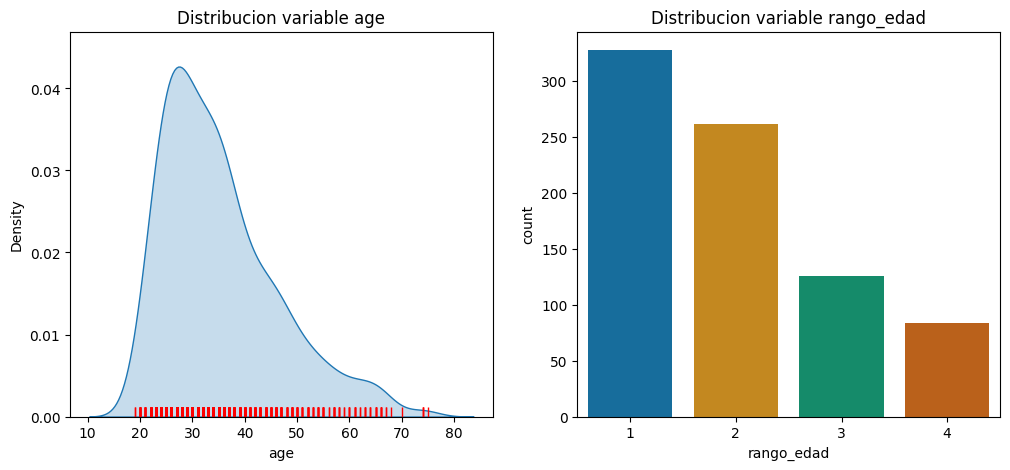 Distribucion variable age
0.04
0.03
0.02
0.01
0.00
Density
10 20 30 40 50 60 70 80
age
Distribucion variable rango_edad
300
250
200
150
100
50
0
count
1 2 3 4
rango_edad